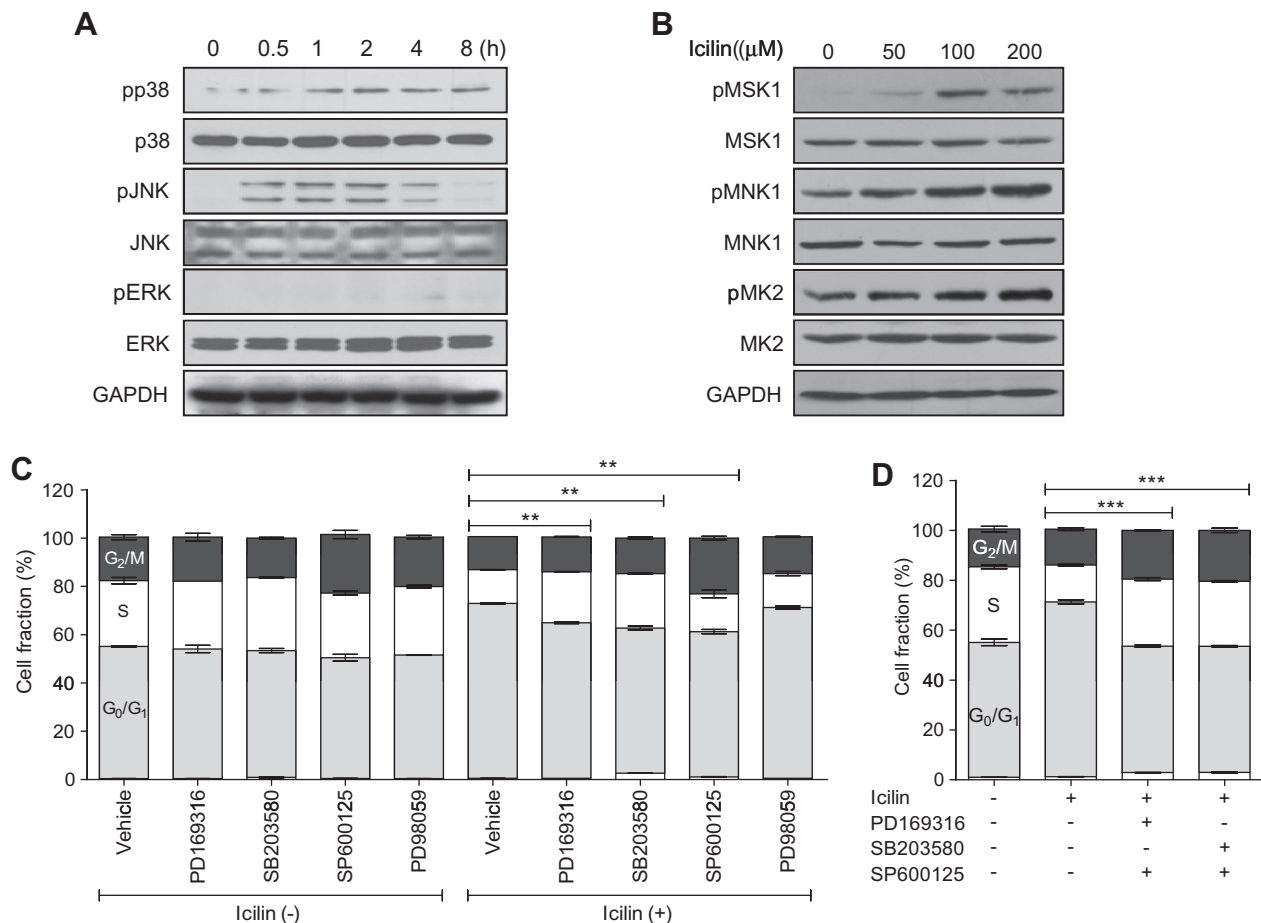 A
0 0.5 1 2 4 8 (h)
pp38
p38
pJNK
JNK
pERK
ERK
GAPDH
B
Icilin((μM) 0 50 100 200
pMSK1
MSK1
pMNK1
MNK1
pMK2
MK2
GAPDH
C
Cell fraction (%)
120
100
80
60
40
20
0
G2/M
S
G0/G1
**
**
**
Vehicle
PD169316
SB203580
SP600125
PD98059
Vehicle
PD169316
SB203580
SP600125
PD98059
Icilin (-)
Icilin (+)
D
Cell fraction (%)
120
100
80
60
40
20
0
G2/M
S
G0/G1
***
***
Icilin - + + +
PD169316 - - + -
SB203580 - - - +
SP600125 - - + +